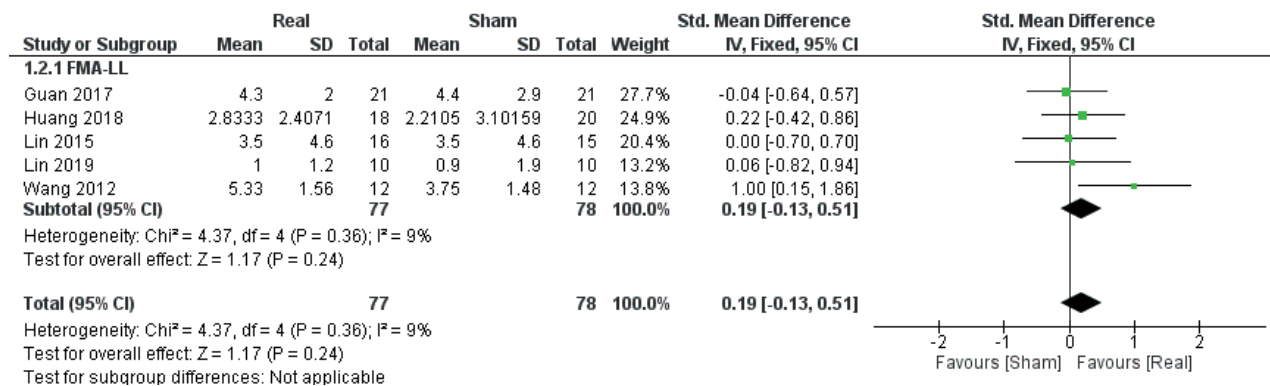 Real Sham Std. Mean Difference Std. Mean Difference
Study or Subgroup Mean SD Total Mean SD Total Weight IV, Fixed, 95% CI IV, Fixed, 95% CI
1.2.1 FMA-LL
Guan 2017 4.3 2 21 4.4 2.9 21 27.7% -0.04 [-0.64, 0.57]
Huang 2018 2.8333 2.4071 18 2.2105 3.10159 20 24.9% 0.22 [-0.42, 0.86]
Lin 2015 3.5 4.6 16 3.5 4.6 15 20.4% 0.00 [-0.70, 0.70]
Lin 2019 1 1.2 10 0.9 1.9 10 13.2% 0.06 [-0.82, 0.94]
Wang 2012 5.33 1.56 12 3.75 1.48 12 13.8% 1.00 [0.15, 1.86]
Subtotal (95% CI) 77 78 100.0% 0.19 [-0.13, 0.51]
Heterogeneity: Chi² = 4.37, df = 4 (P = 0.36); I² = 9%
Test for overall effect: Z = 1.17 (P = 0.24)
Total (95% CI) 77 78 100.0% 0.19 [-0.13, 0.51]
Heterogeneity: Chi² = 4.37, df = 4 (P = 0.36); I² = 9%
Test for overall effect: Z = 1.17 (P = 0.24)
Test for subgroup differences: Not applicable
-2 -1 0 1 2
Favours [Sham] Favours [Real]